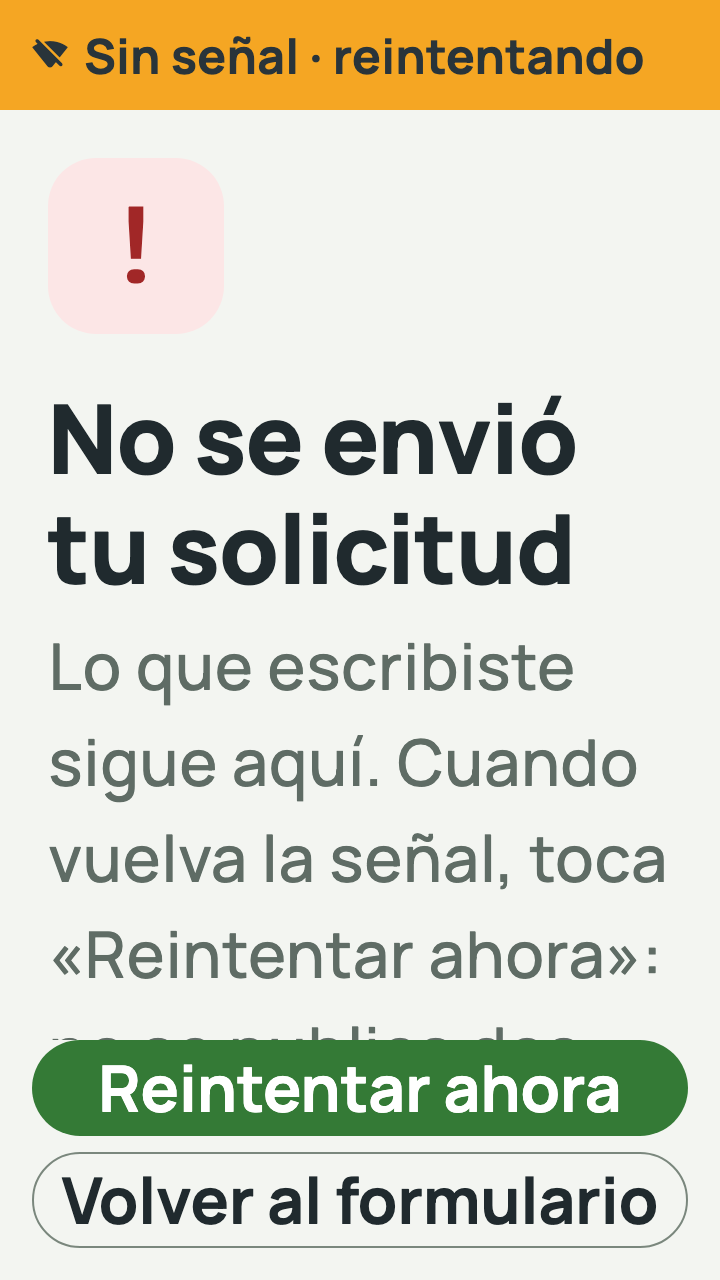 Sin señal · reintentando
!
No se envió
tu solicitud
Lo que escribiste
sigue aquí. Cuando
vuelva la señal, toca
«Reintentar ahora»:
Reintentar ahora
Volver al formulario